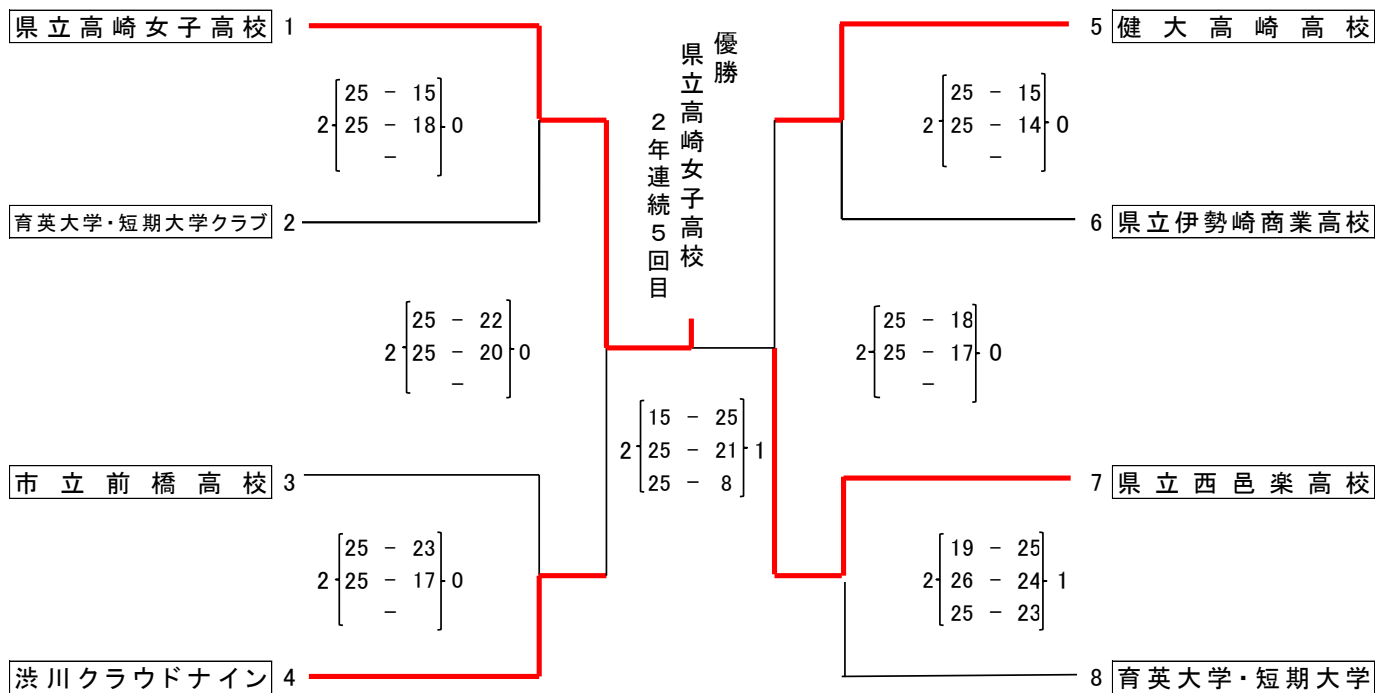 県立高崎女子高校 1
2 25 － 15 0
25 － 18
－
育英大学・短期大学クラブ 2
2 25 － 22 0
25 － 20
－
市立前橋高校 3
2 25 － 23 0
25 － 17
－
渋川クラウドナイン 4
優勝
県立高崎女子高校
２年連続５回目
2 15 － 25 1
25 － 21
25 － 8
5 健大高崎高校
2 25 － 15 0
25 － 14
－
6 県立伊勢崎商業高校
2 25 － 18 0
25 － 17
－
7 県立西邑楽高校
2 19 － 25 1
26 － 24
25 － 23
8 育英大学・短期大学